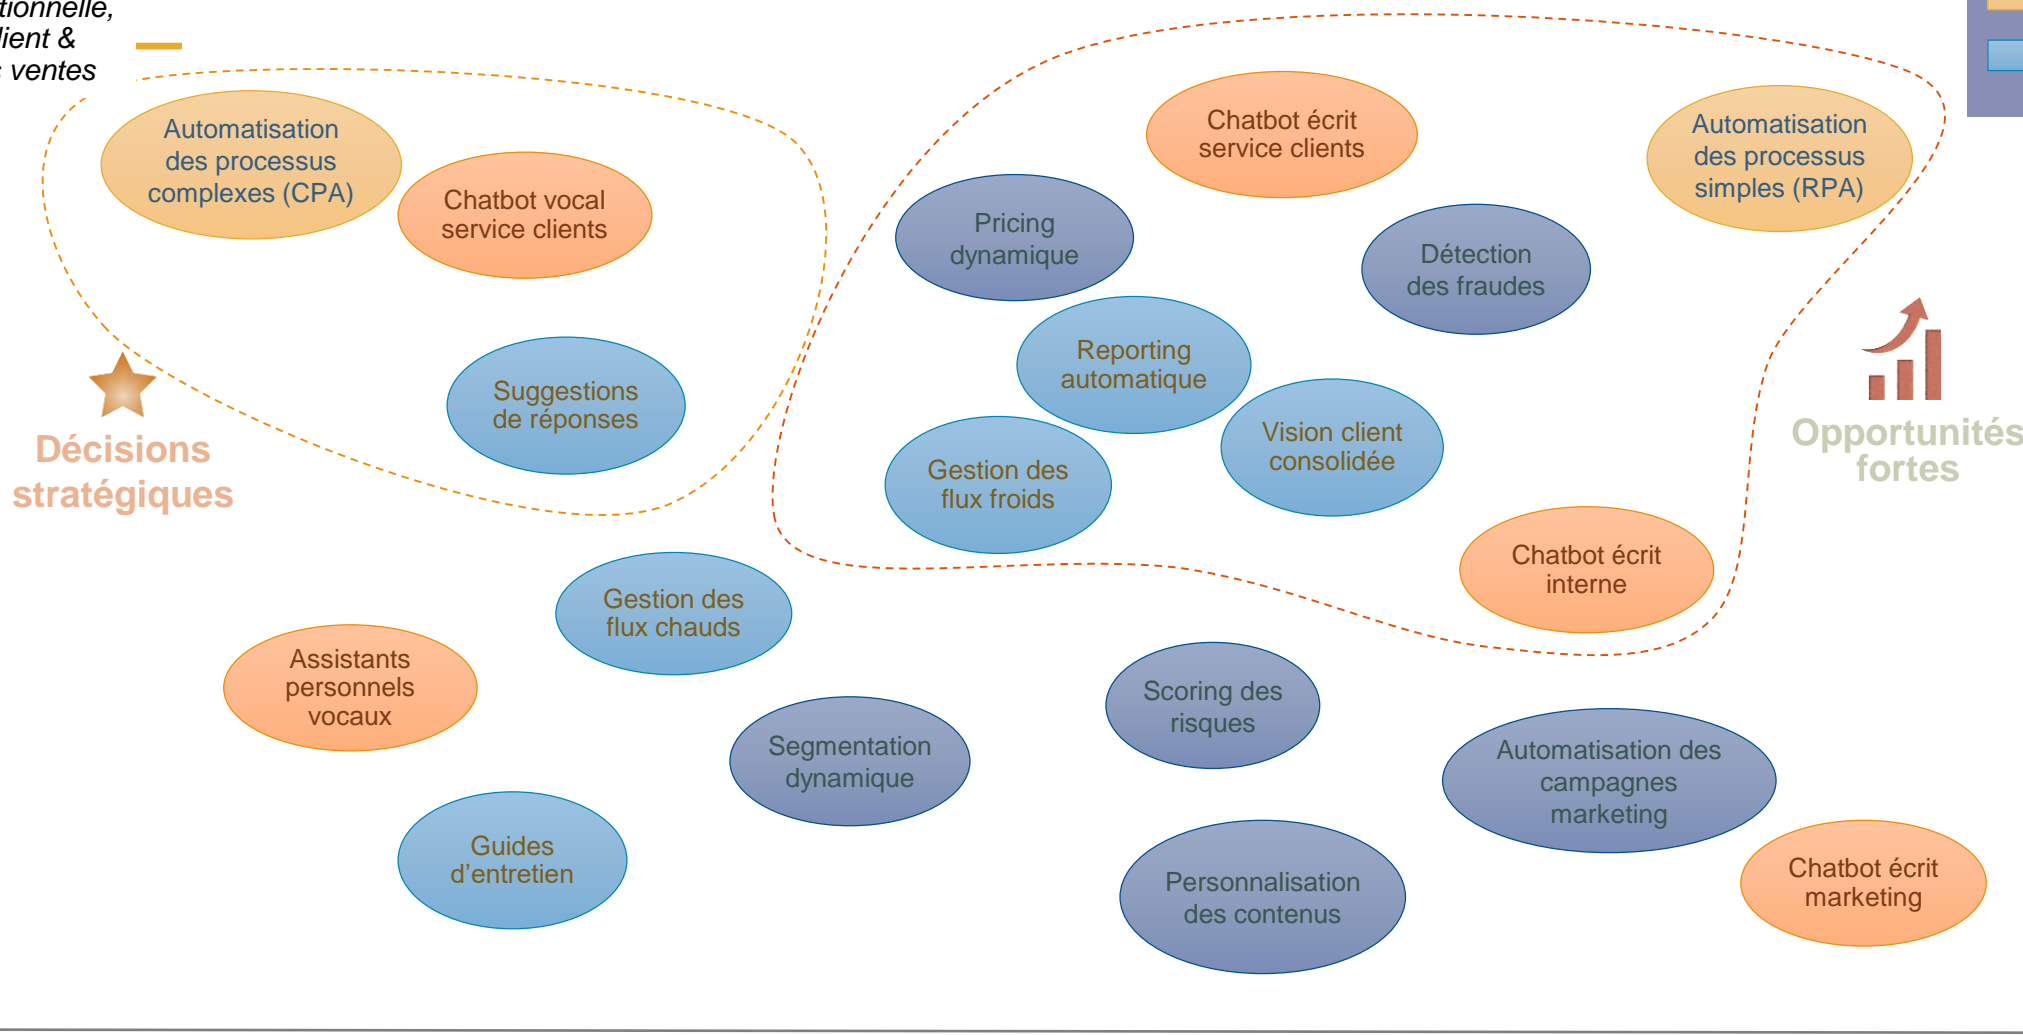 lient &
ventes
Automatisation
des processus
complexes (CPA)
Chatbot vocal
service clients
Suggestions
de réponses
Décisions
stratégiques
Chatbot écrit
service clients
Automatisation
des processus
simples (RPA)
Pricing
dynamique
Détection
des fraudes
Reporting
automatique
Vision client
consolidée
Gestion des
flux froids
Opportunités
fortes
Chatbot écrit
interne
Gestion des
flux chauds
Assistants
personnels
vocaux
Segmentation
dynamique
Scoring des
risques
Automatisation des
campagnes
marketing
Guides
d’entretien
Personnalisation
des contenus
Chatbot écrit
marketing